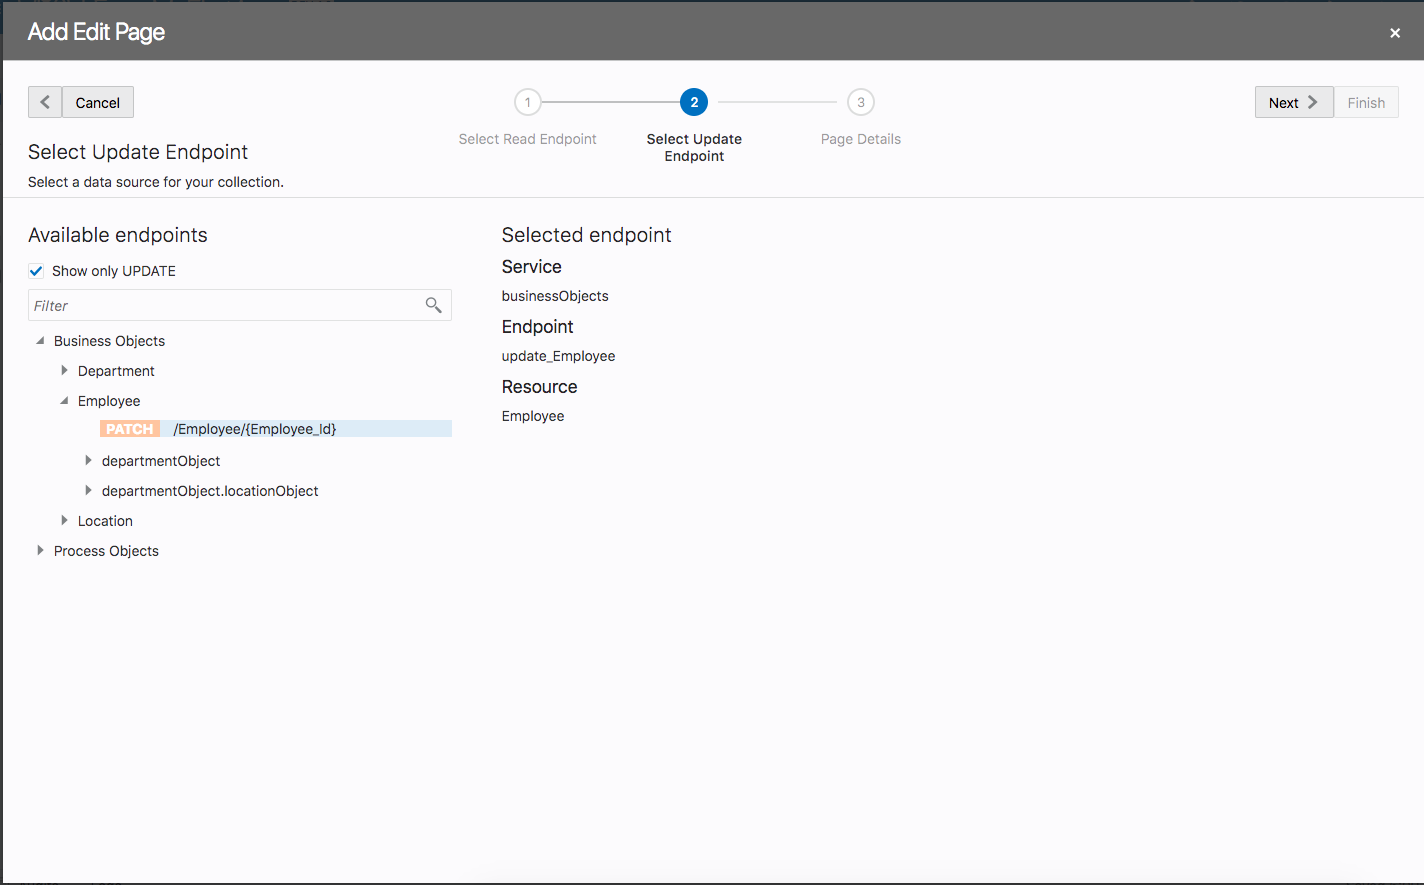 Add Edit Page
×
Cancel
1
2
3
Next
Finish
Select Read Endpoint
Select Update
Endpoint
Page Details
Select Update Endpoint
Select a data source for your collection.
Available endpoints
Show only UPDATE
Filter
Business Objects
Department
Employee
PATCH /Employee/{Employee_Id}
departmentObject
departmentObject.locationObject
Location
Process Objects
Selected endpoint
Service
businessObjects
Endpoint
update_Employee
Resource
Employee